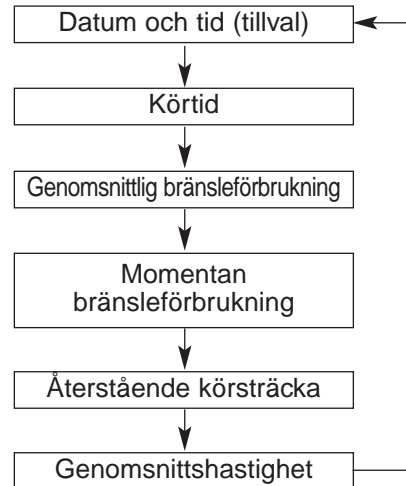 Datum och tid (tillval)
Körtid
Genomsnittlig bränsleförbrukning
Momentan
bränsleförbrukning
Återstående körsträcka
Genomsnittshastighet